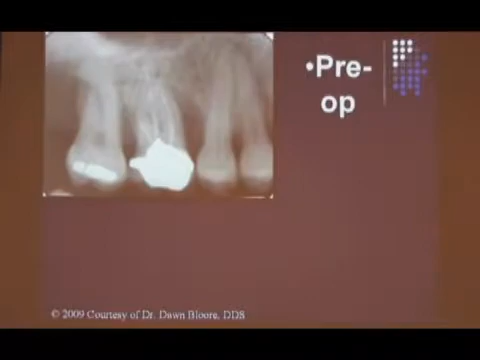 •Pre-
op
© 2009 Courtesy of Dr. Dawn Bloore, DDS